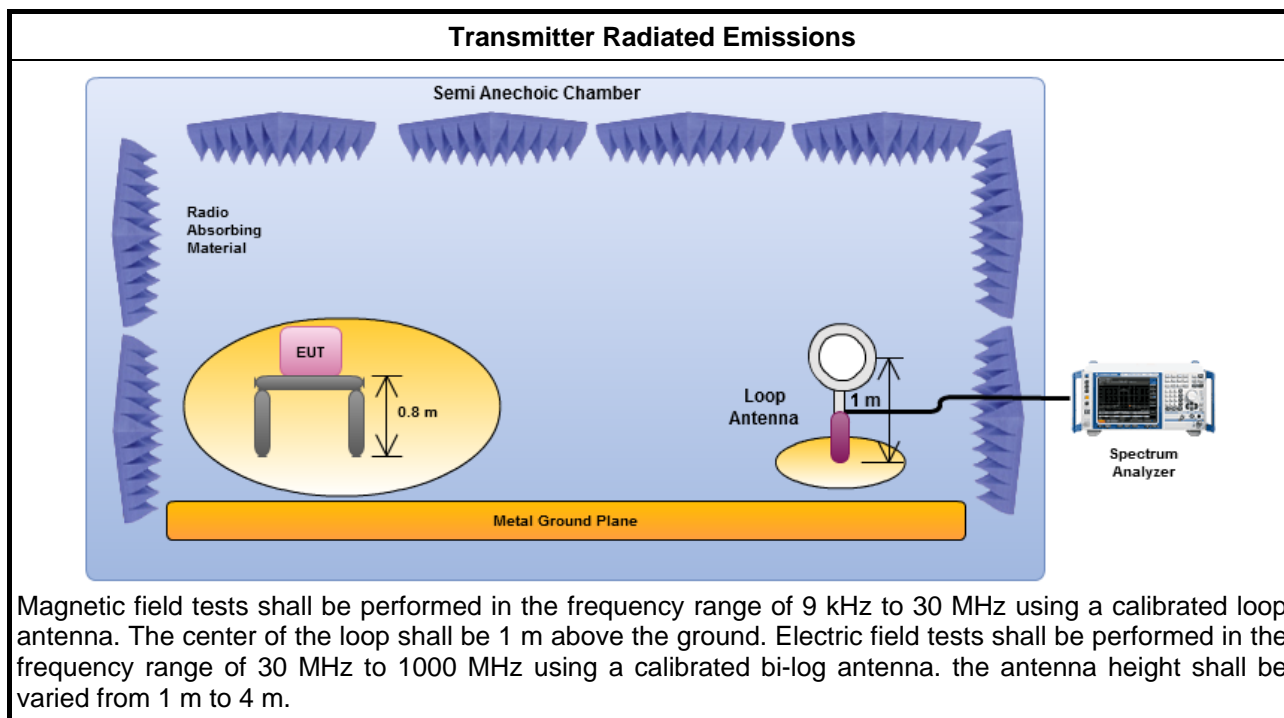 Transmitter Radiated Emissions
Semi Anechoic Chamber
Radio
Absorbing
Material
EUT
0.8 m
Loop
Antenna
1 m
Spectrum
Analyzer
Metal Ground Plane
Magnetic field tests shall be performed in the frequency range of 9 kHz to 30 MHz using a calibrated loop
antenna. The center of the loop shall be 1 m above the ground. Electric field tests shall be performed in the
frequency range of 30 MHz to 1000 MHz using a calibrated bi-log antenna. the antenna height shall be
varied from 1 m to 4 m.